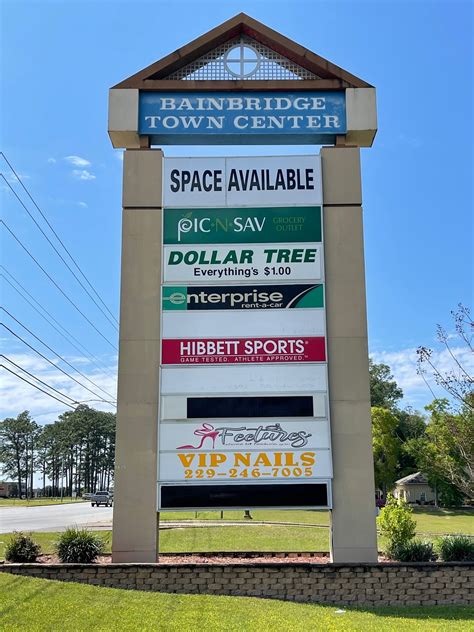 BAINBRIDGE
TOWN CENTER
SPACE AVAILABLE
PIC·N·SAV GROCERY
OUTLET
DOLLAR TREE
Everything's $1.00
enterprise
rent-a-car
HIBBETT SPORTS
GAME TESTED. ATHLETE APPROVED.
Feetures
VIP NAILS
229-246-7005